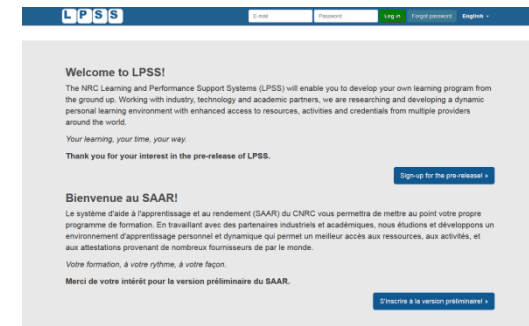 LPSS E-mail Password Log in Forgot password English
Welcome to LPSS!
The NRC Learning and Performance Support Systems (LPSS) will enable you to develop your own learning program from
the ground up. Working with industry, technology and academic partners, we are researching and developing a dynamic
personal learning environment with enhanced access to resources, activities and credentials from multiple providers
around the world.
Your learning, your time, your way.
Thank you for your interest in the pre-release of LPSS.
Sign-up for the pre-release! »
Bienvenue au SAAR!
Le système d'aide à l'apprentissage et au rendement (SAAR) du CNRC vous permettra de mettre au point votre propre
programme de formation. En travaillant avec des partenaires industriels et académiques, nous étudions et développons un
environnement d'apprentissage personnel et dynamique qui permet un meilleur accès aux ressources, aux activités, et
aux attestations provenant de nombreux fournisseurs de par le monde.
Votre formation, à votre rythme, à votre façon.
Merci de votre intérêt pour la version préliminaire du SAAR.
S'inscrire à la version préliminaire! »